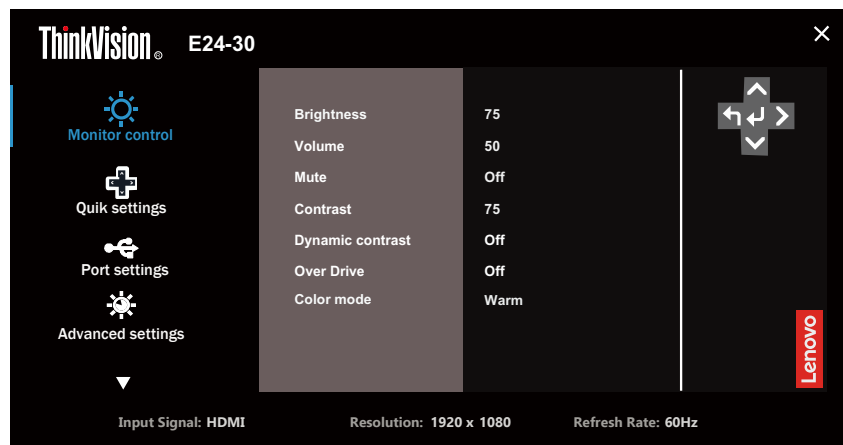 ThinkVision® E24-30
Monitor control
Quik settings
Port settings
Advanced settings
Brightness 75
Volume 50
Mute Off
Contrast 75
Dynamic contrast Off
Over Drive Off
Color mode Warm
Lenovo
Input Signal: HDMI Resolution: 1920 x 1080 Refresh Rate: 60Hz